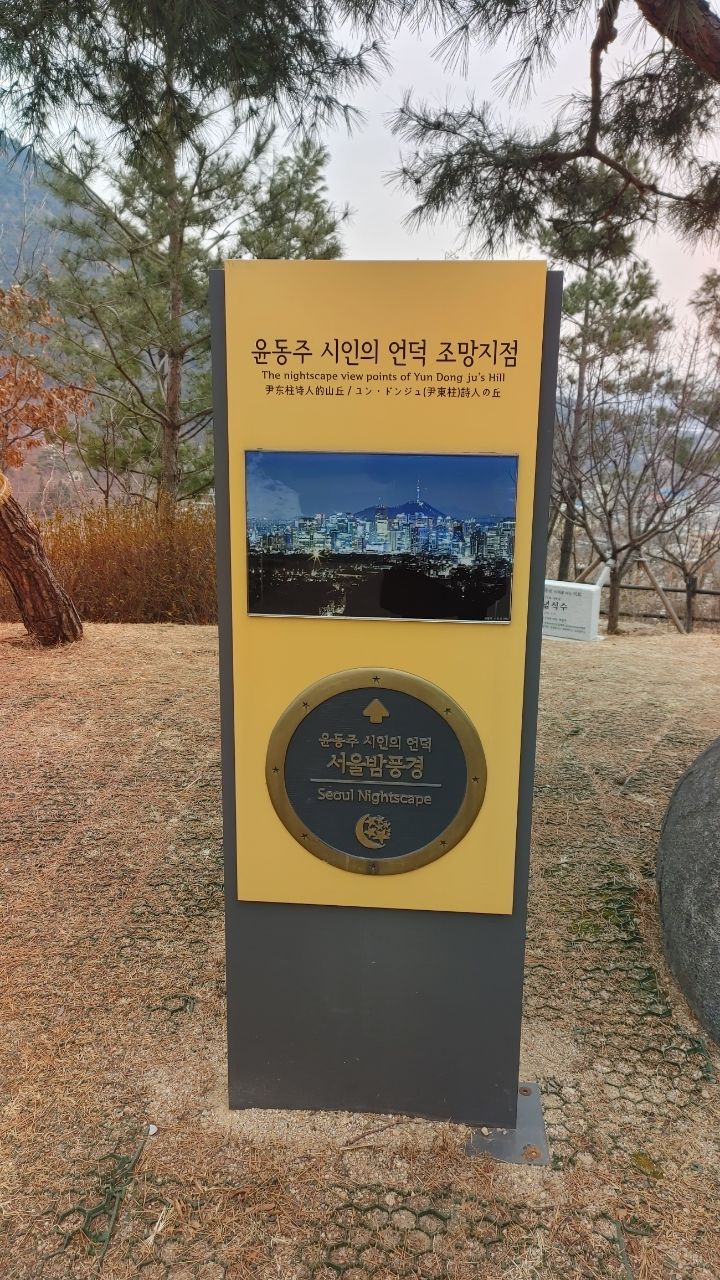 윤동주 시인의 언덕 조망지점
The nightscape view points of Yun Dong ju's Hill
尹东柱诗人的山丘 / ユン・ドンジュ(尹東柱)詩人の丘
윤동주 시인의 언덕
서울밤풍경
Seoul Nightscape
념식수